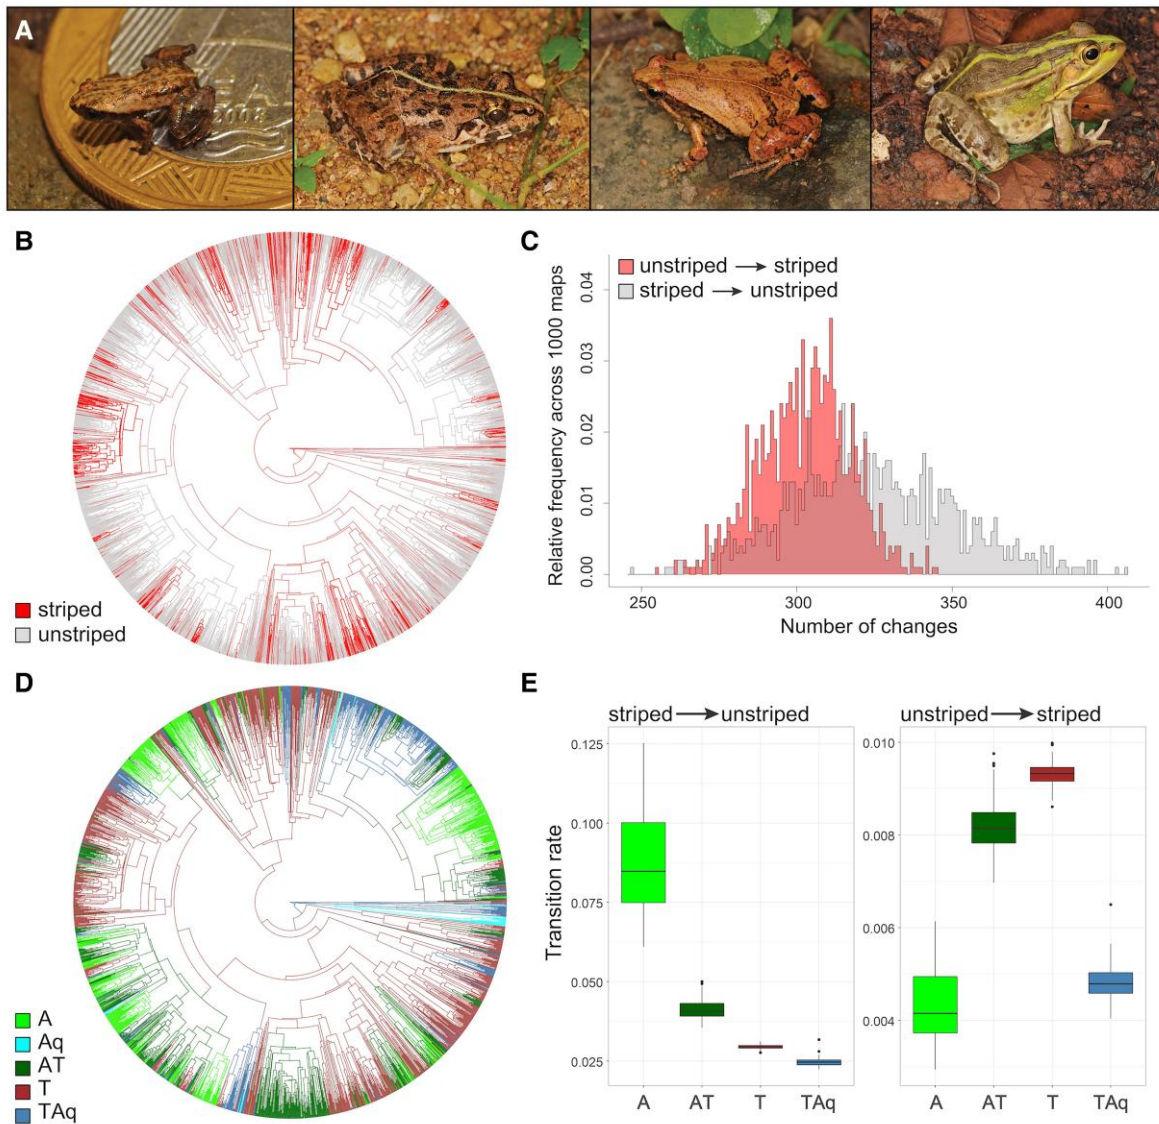 A
2008
B
striped
unstriped
C
unstriped → striped
striped → unstriped
Relative frequency across 1000 maps
0.04
0.03
0.02
0.01
0.00
250
300
350
400
Number of changes
D
A
Aq
AT
T
TAq
E
striped → unstriped
unstriped → striped
Transition rate
0.125
0.100
0.075
0.050
0.025
A
AT
T
TAq
0.010
0.008
0.006
0.004
A
AT
T
TAq